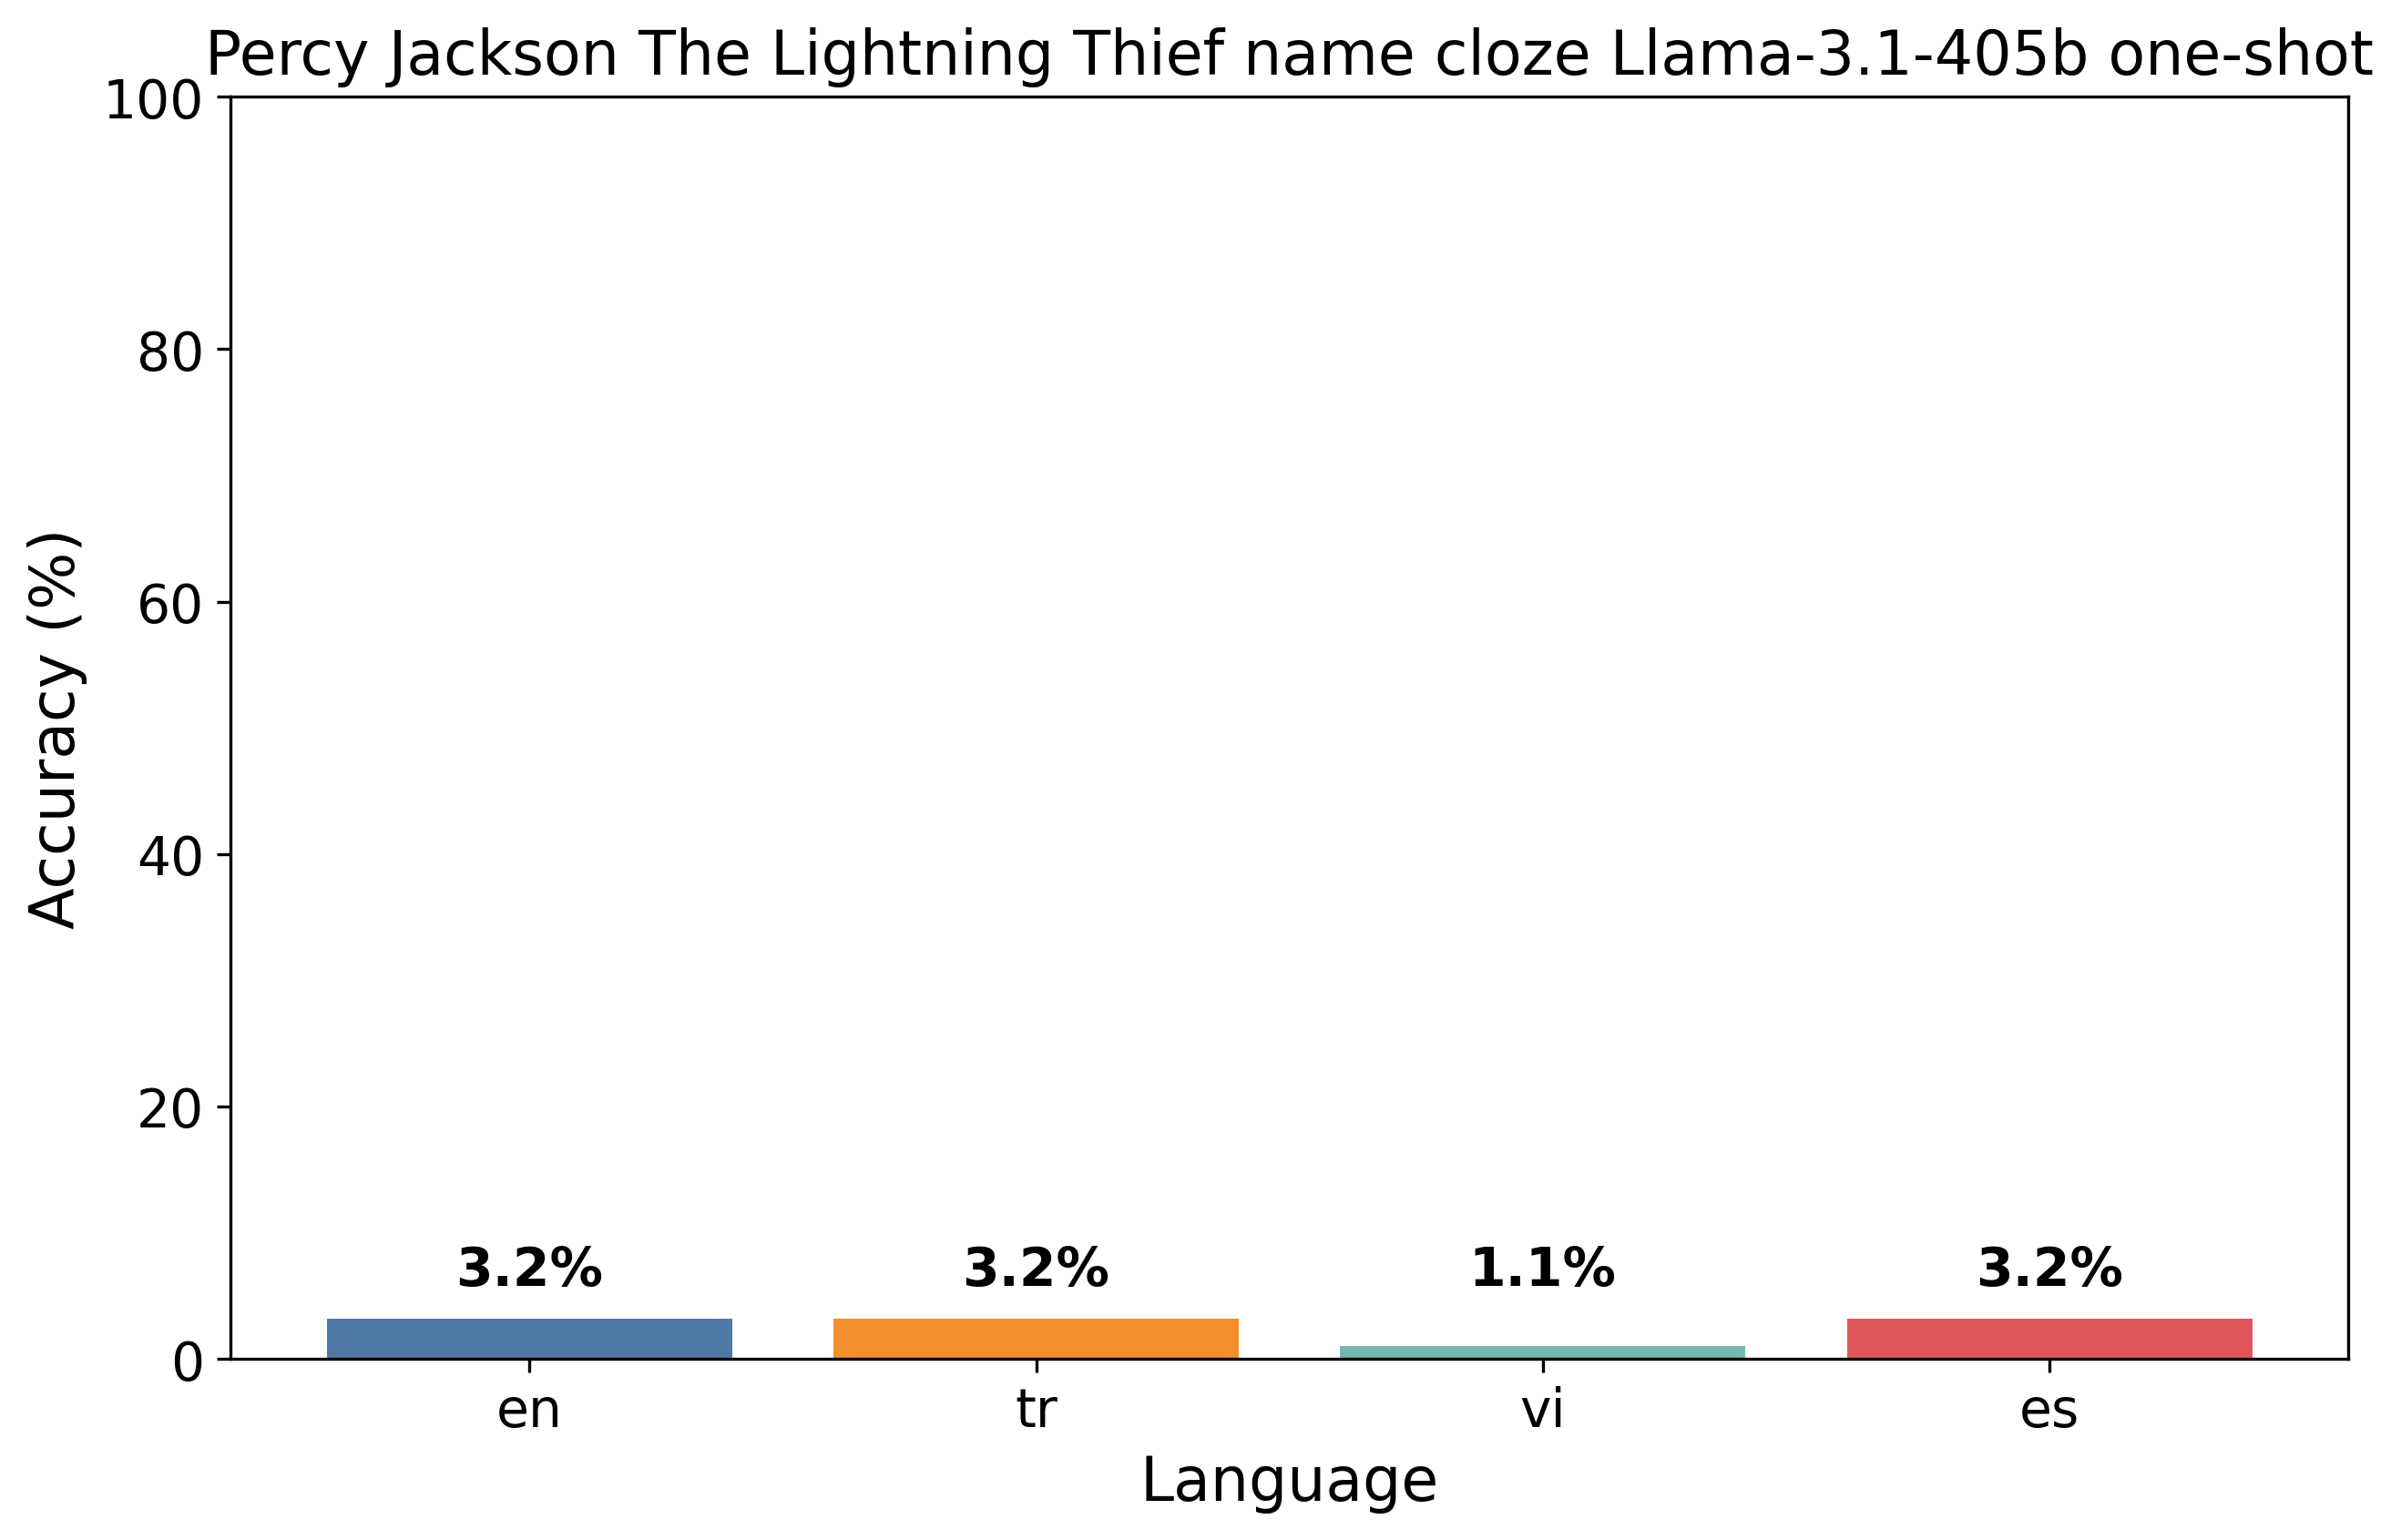 Percy Jackson The Lightning Thief name cloze Llama-3.1-405b one-shot
100
80
60
40
20
0
Accuracy (%)
3.2%
3.2%
1.1%
3.2%
en
tr
vi
es
Language